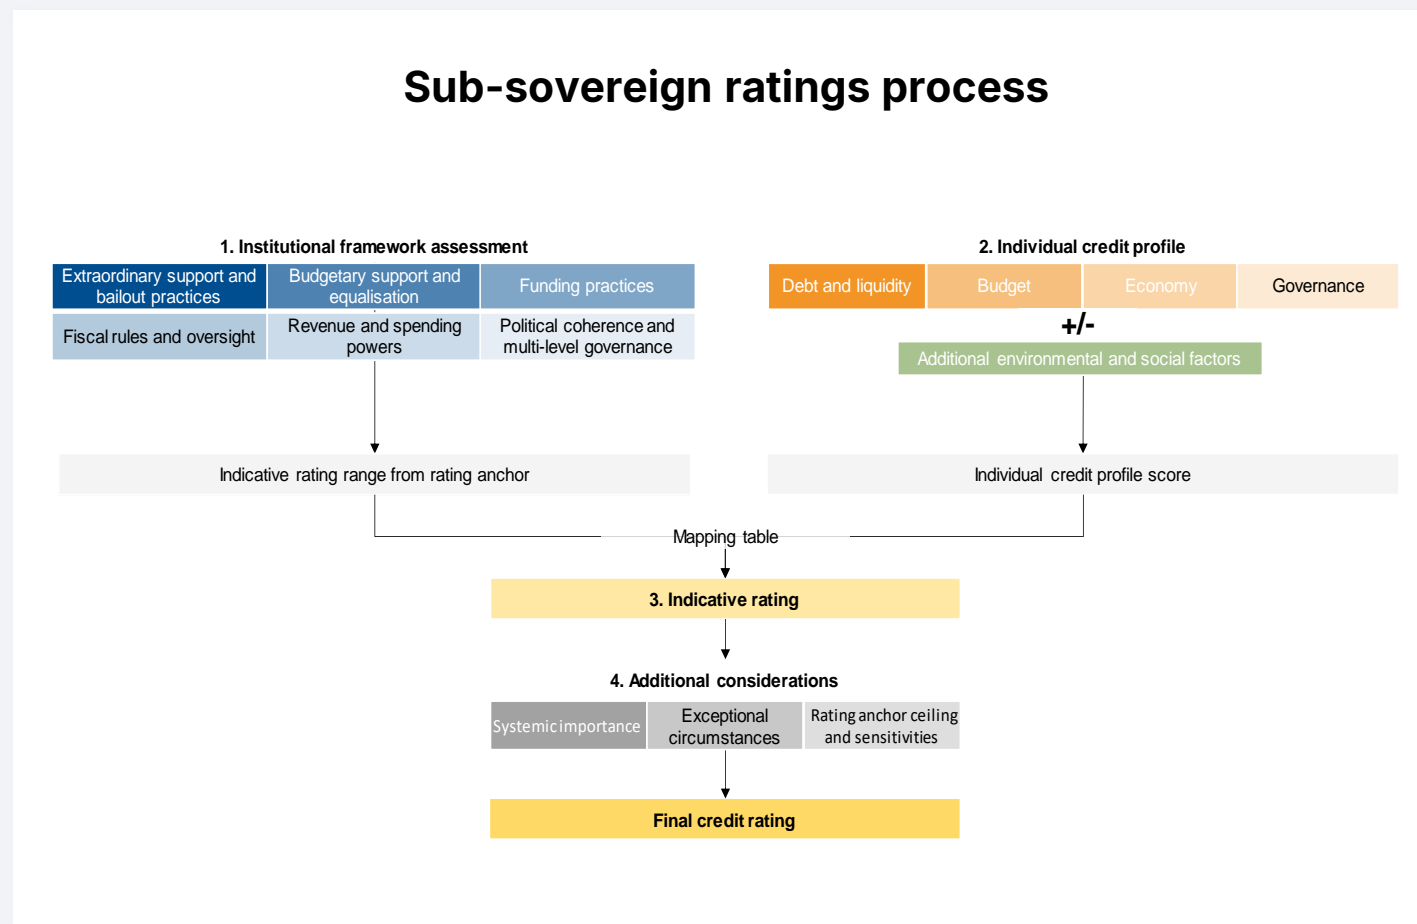 Sub-sovereign ratings process
1. Institutional framework assessment
Extraordinary support and
bailout practices
Budgetary support and
equalisation
Funding practices
Fiscal rules and oversight
Revenue and spending
powers
Political coherence and
multi-level governance
2. Individual credit profile
Debt and liquidity
Budget
Economy
Governance
+/-
Additional environmental and social factors
Indicative rating range from rating anchor
Individual credit profile score
Mapping table
3. Indicative rating
4. Additional considerations
Systemic importance
Exceptional
circumstances
Rating anchor ceiling
and sensitivities
Final credit rating